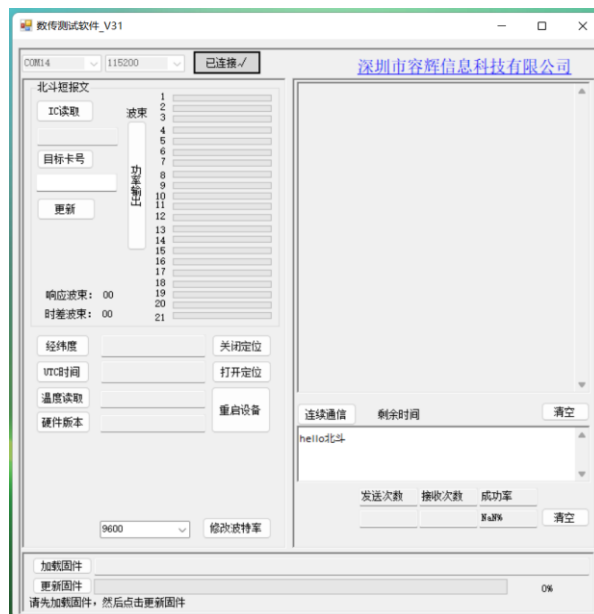 数传测试软件_V31
COM14 115200 已连接√ 深圳市容辉信息科技有限公司
北斗短报文
IC读取
波束
目标卡号
更新
功率输出
1
2
3
4
5
6
7
8
9
10
11
12
13
14
15
16
17
18
19
20
21
响应波束: 00
时差波束: 00
经纬度 关闭定位
UTC时间 打开定位
温度读取
重启设备
硬件版本
9600 修改波特率
连续通信 剩余时间 清空
hello北斗
发送次数 接收次数 成功率
NaN% 清空
加载固件
更新固件 0%
请先加载固件，然后点击更新固件